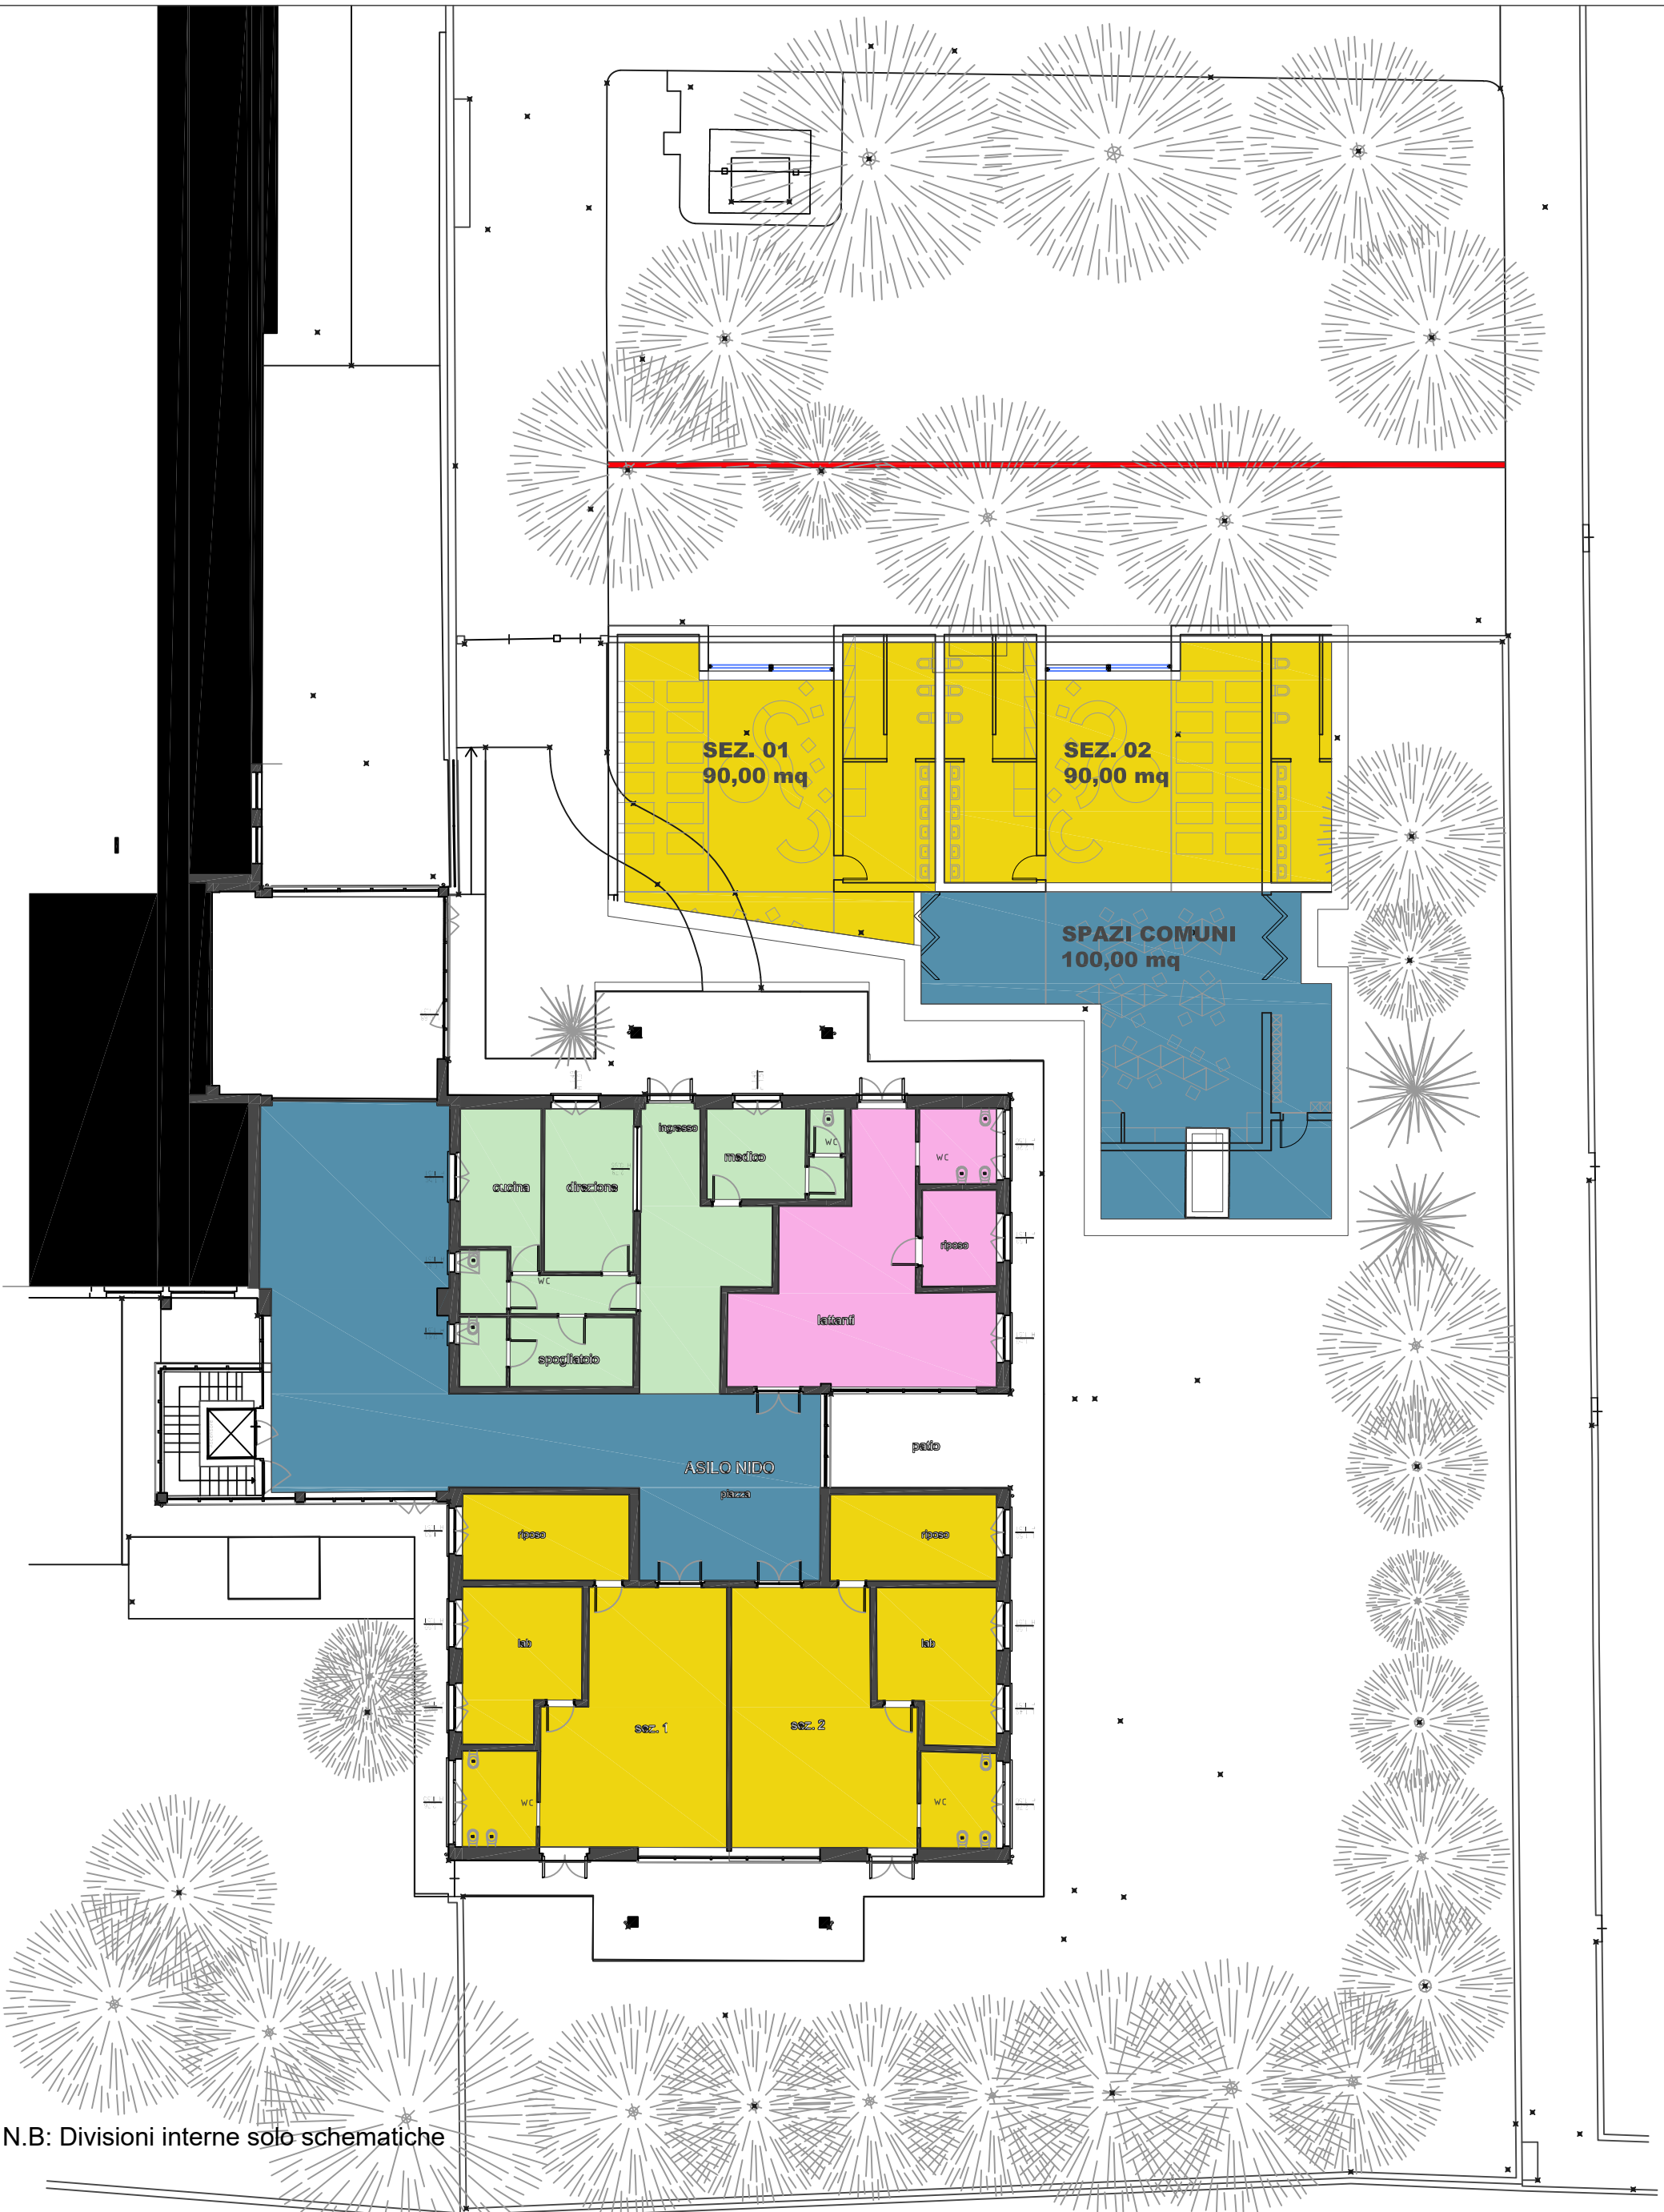 SEZ. 01
90,00 mq
SEZ. 02
90,00 mq
SPAZI COMUNI
100,00 mq
ingresso
medico
wc
wc
cucina
direzione
riposo
wc
lattanti
spogliatoio
patio
ASILO NIDO
piazza
riposo
riposo
lab
lab
sez. 1
sez. 2
wc
wc
N.B: Divisioni interne solo schematiche